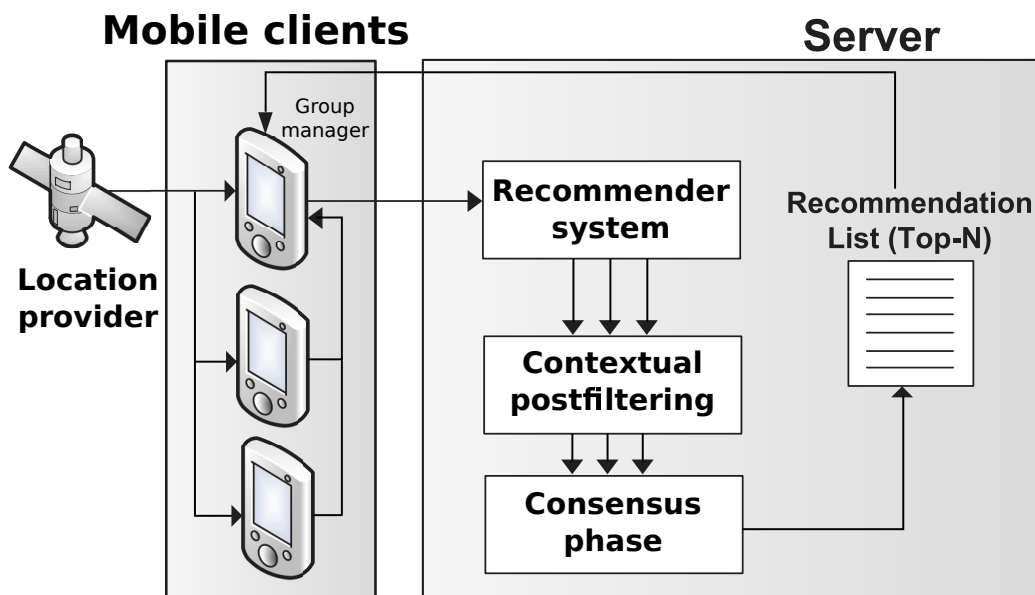 Mobile clients
Server
Group
manager
Location
provider
Recommender
system
Recommendation
List (Top-N)
Contextual
postfiltering
Consensus
phase